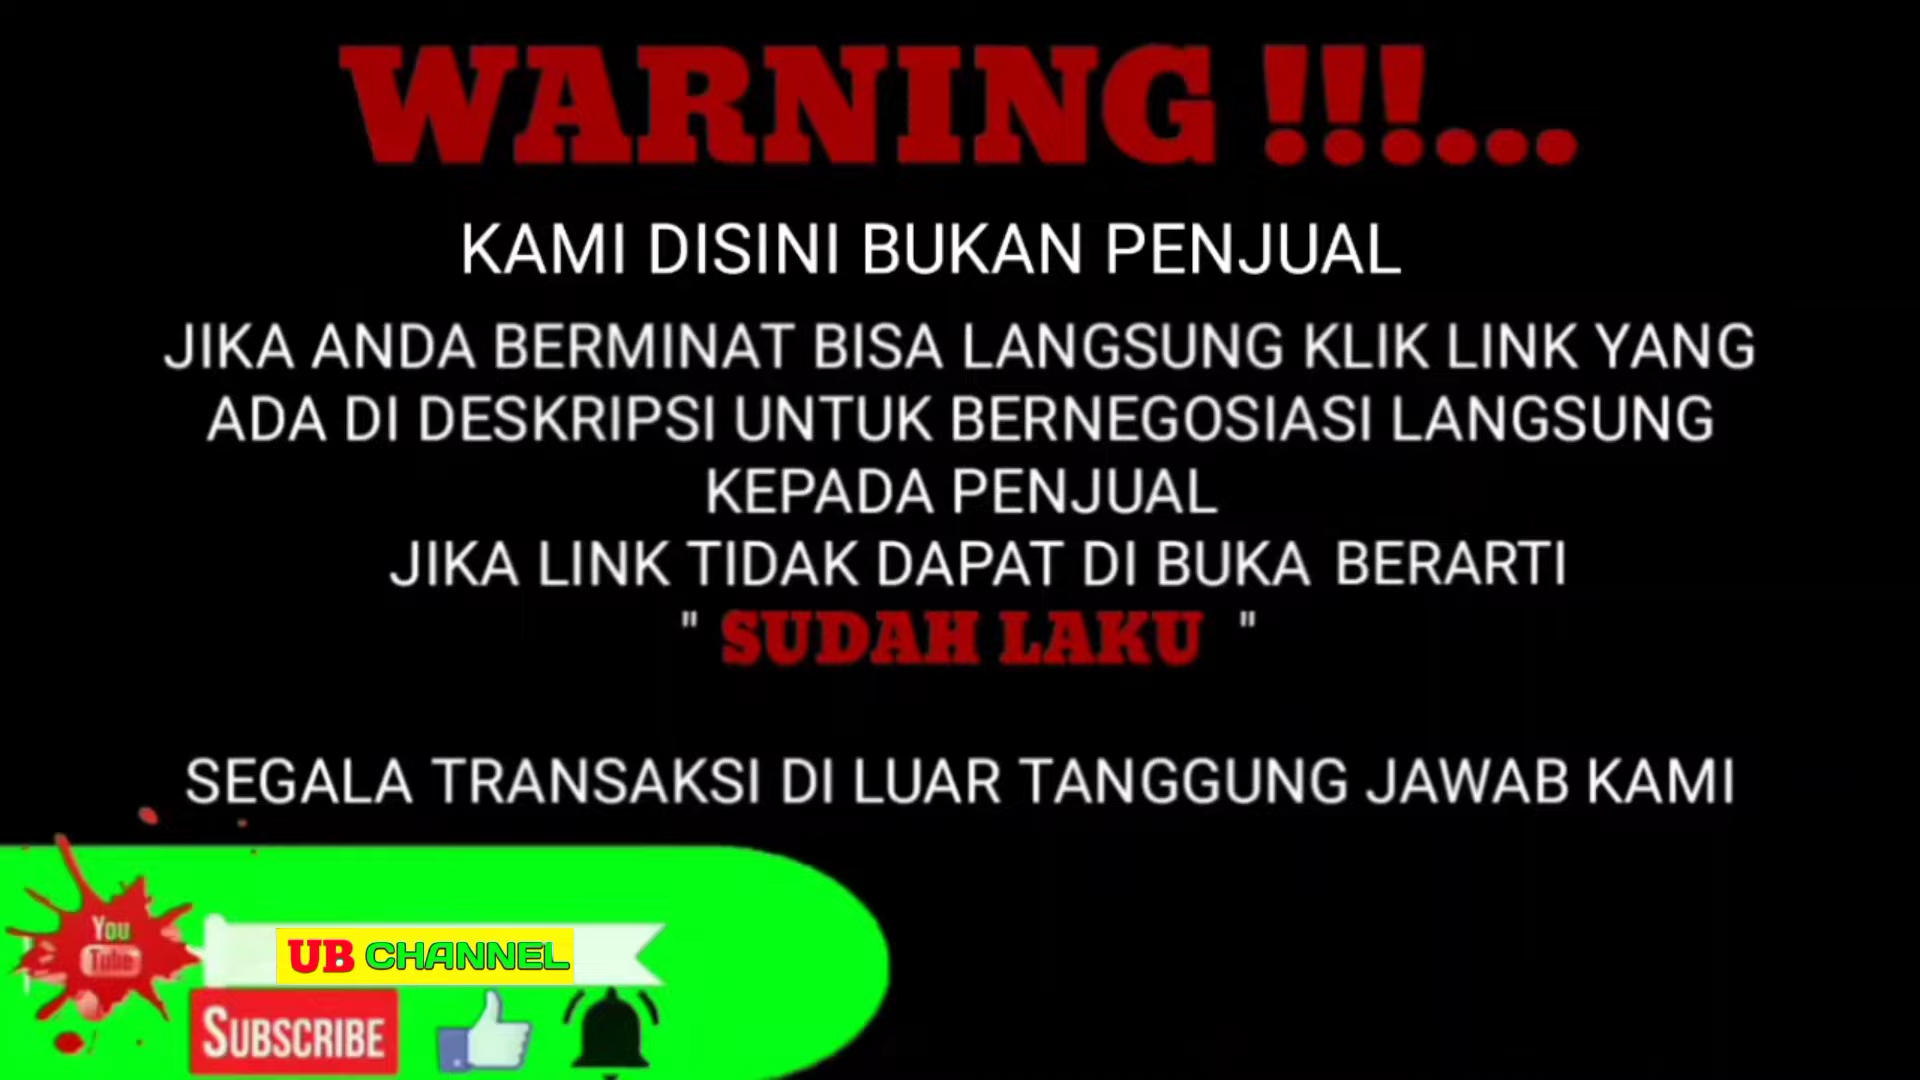 WARNING !!!...
KAMI DISINI BUKAN PENJUAL
JIKA ANDA BERMINAT BISA LANGSUNG KLIK LINK YANG
ADA DI DESKRIPSI UNTUK BERNEGOSIASI LANGSUNG
KEPADA PENJUAL
JIKA LINK TIDAK DAPAT DI BUKA BERARTI
" SUDAH LAKU "
SEGALA TRANSAKSI DI LUAR TANGGUNG JAWAB KAMI
You
Tube
UB CHANNEL
SUBSCRIBE